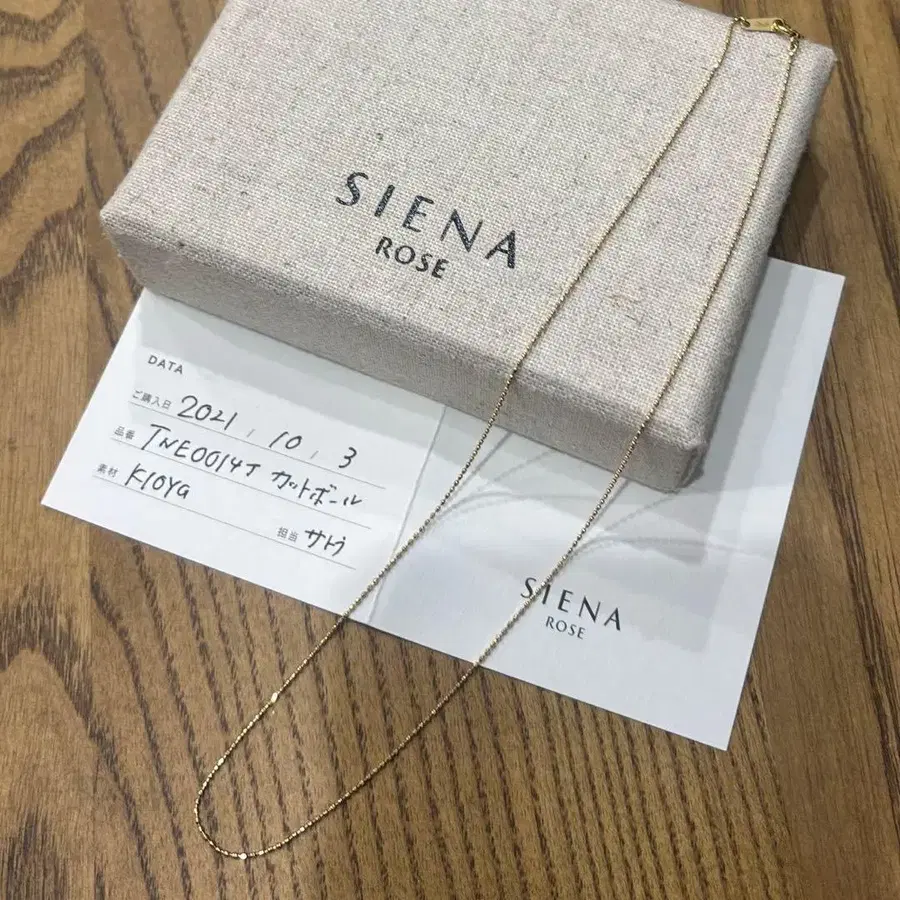 SIENA
ROSE
DATA
ご購入日 2021 , 10 , 3
品番 TNE0014J カットボール
素材 K10YG
担当 サトウ
SIENA
ROSE